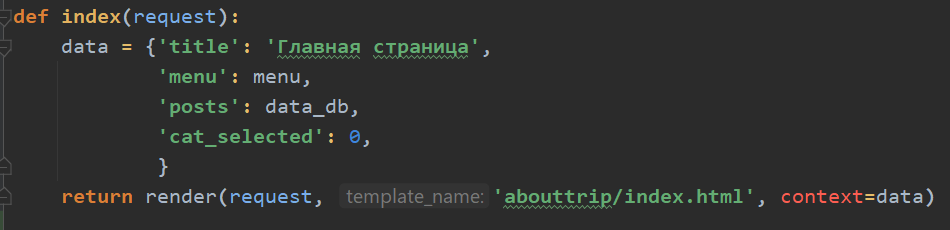 def index(request):
    data = {'title': 'Главная страница',
            'menu': menu,
            'posts': data_db,
            'cat_selected': 0,
            }
    return render(request, template_name: 'abouttrip/index.html', context=data)